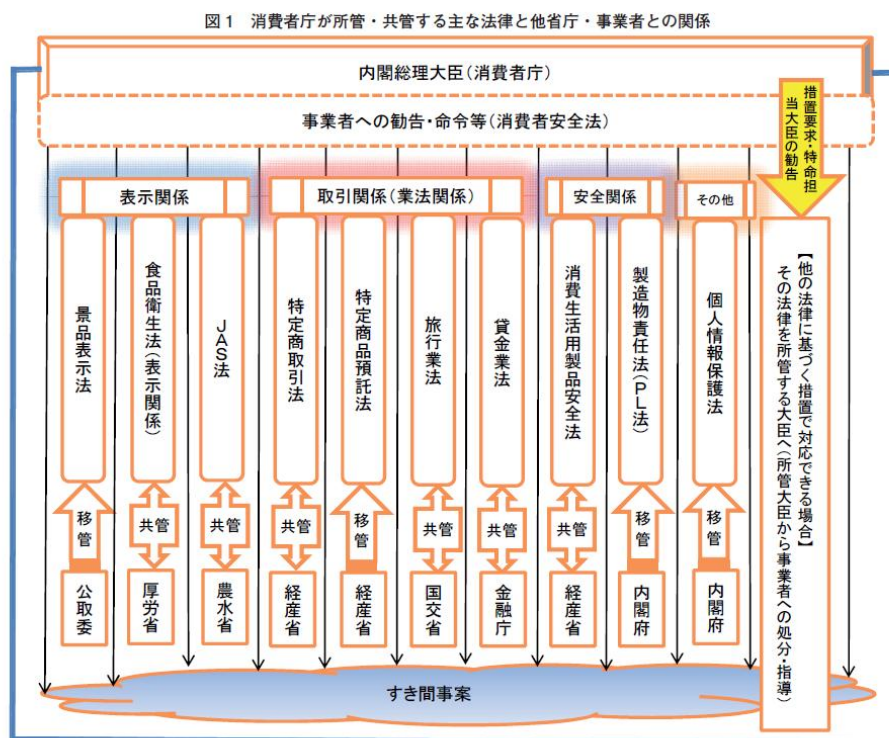 図1 消費者庁が所管・共管する主な法律と他省庁・事業者との関係
内閣総理大臣(消費者庁)
事業者への勧告・命令等(消費者安全法)
措置要求・特命担
当大臣の勧告
表示関係
取引関係(業法関係)
安全関係
その他
景品表示法
食品衛生法(表示関係)
JAS法
特定商取引法
特定商品預託法
旅行業法
貸金業法
消費生活用製品安全法
製造物責任法(PL法)
個人情報保護法
【他の法律に基づく措置で対応できる場合】
その法律を所管する大臣へ(所管大臣から事業者への処分・指導)
移管
共管
共管
共管
移管
共管
共管
共管
移管
移管
公取委
厚労省
農水省
経産省
経産省
国交省
金融庁
経産省
内閣府
内閣府
すき間事案